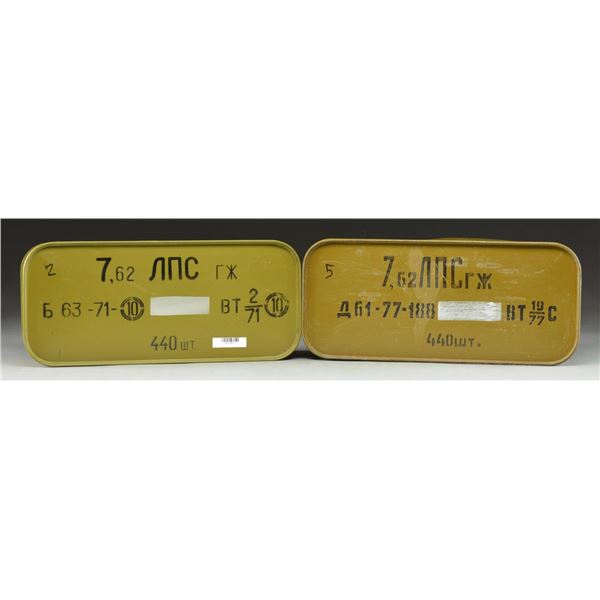 2
7,62 ЛПС ГЖ
Б 63-71-10 ВТ 2/71 10
440 ШТ.
5
7,62 ЛПС ГЖ
Д61-77-188 ВТ 19/77 С
440ШТ.